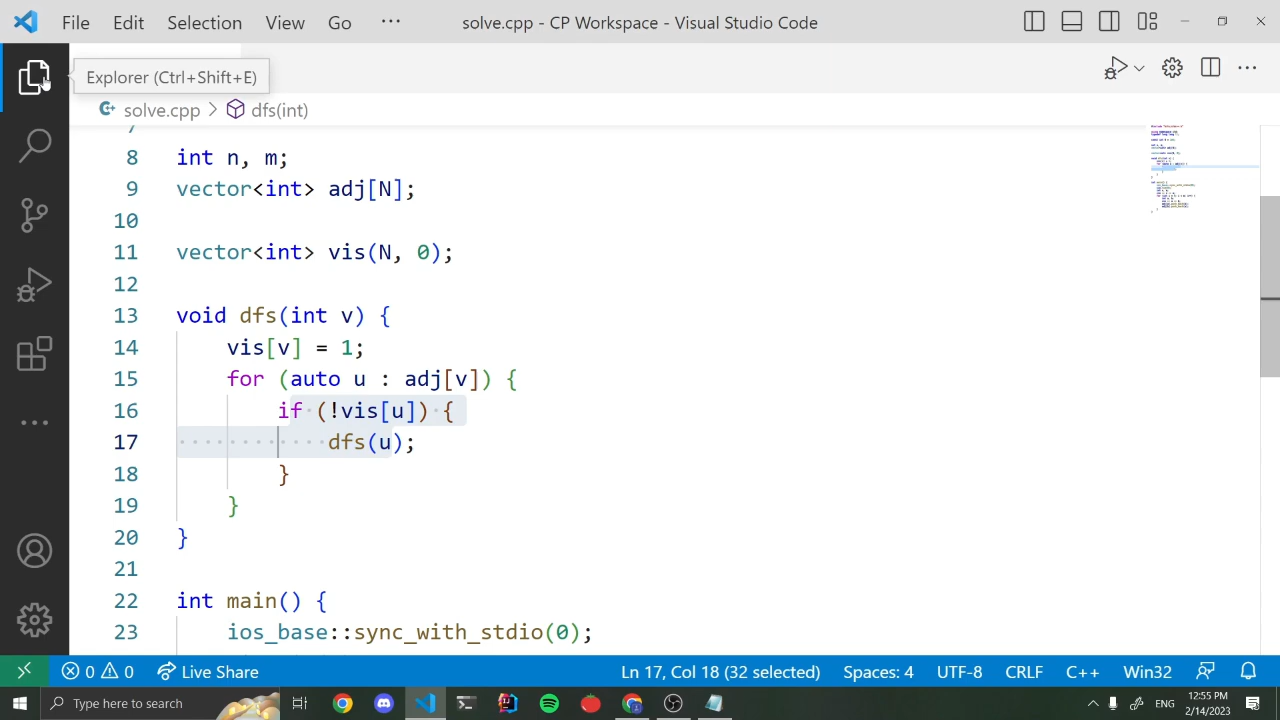 File Edit Selection View Go ··· solve.cpp - CP Workspace - Visual Studio Code
Explorer (Ctrl+Shift+E)
solve.cpp > dfs(int)
8 int n, m;
9 vector<int> adj[N];
10
11 vector<int> vis(N, 0);
12
13 void dfs(int v) {
14 vis[v] = 1;
15 for (auto u : adj[v]) {
16 if (!vis[u]) {
17 dfs(u);
18 }
19 }
20 }
21
22 int main() {
23 ios_base::sync_with_stdio(0);
0 0 Live Share Ln 17, Col 18 (32 selected) Spaces: 4 UTF-8 CRLF C++ Win32
Type here to search ENG 12:55 PM
2/14/2023